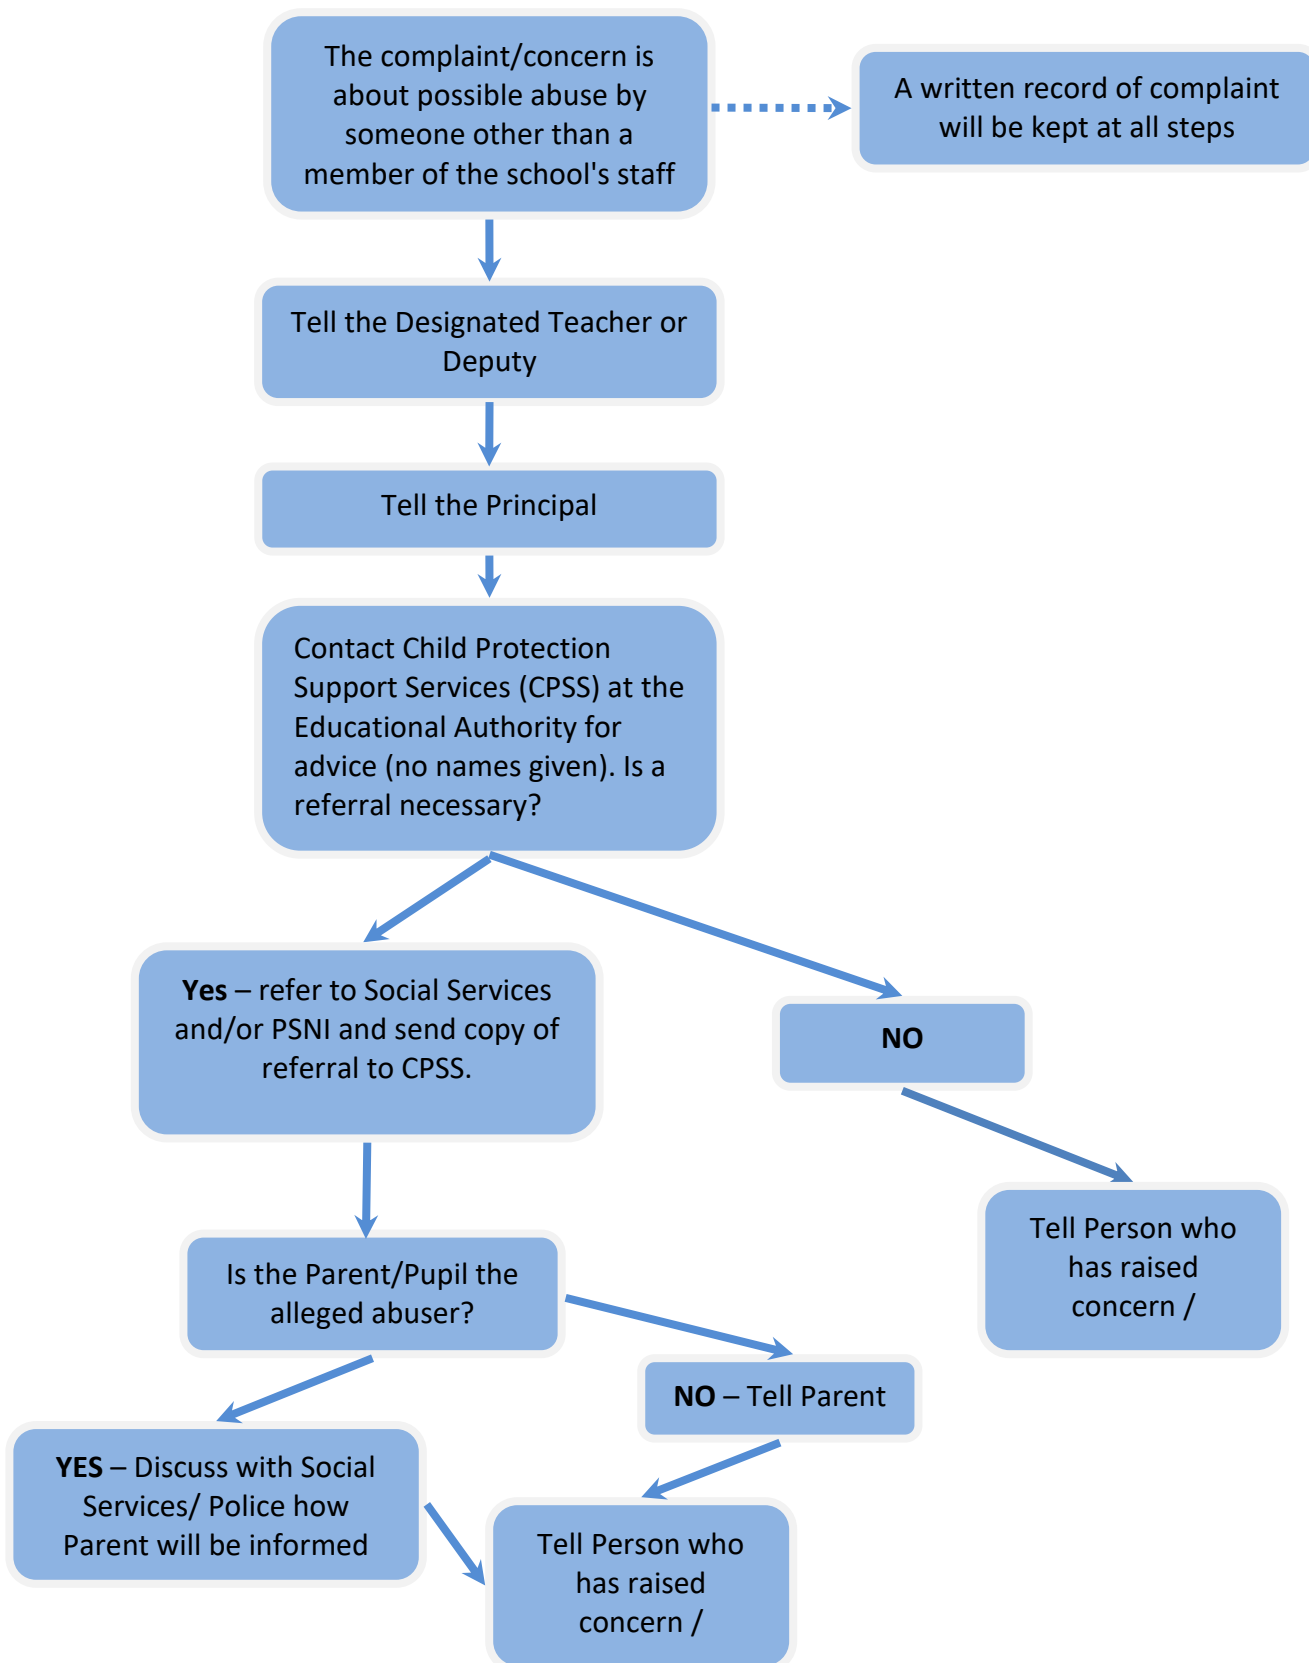 The complaint/concern is
about possible abuse by
someone other than a
member of the school's staff
A written record of complaint
will be kept at all steps
Tell the Designated Teacher or
Deputy
Tell the Principal
Contact Child Protection
Support Services (CPSS) at the
Educational Authority for
advice (no names given). Is a
referral necessary?
Yes – refer to Social Services
and/or PSNI and send copy of
referral to CPSS.
NO
Tell Person who
has raised
concern /
Is the Parent/Pupil the
alleged abuser?
NO – Tell Parent
YES – Discuss with Social
Services/ Police how
Parent will be informed
Tell Person who
has raised
concern /